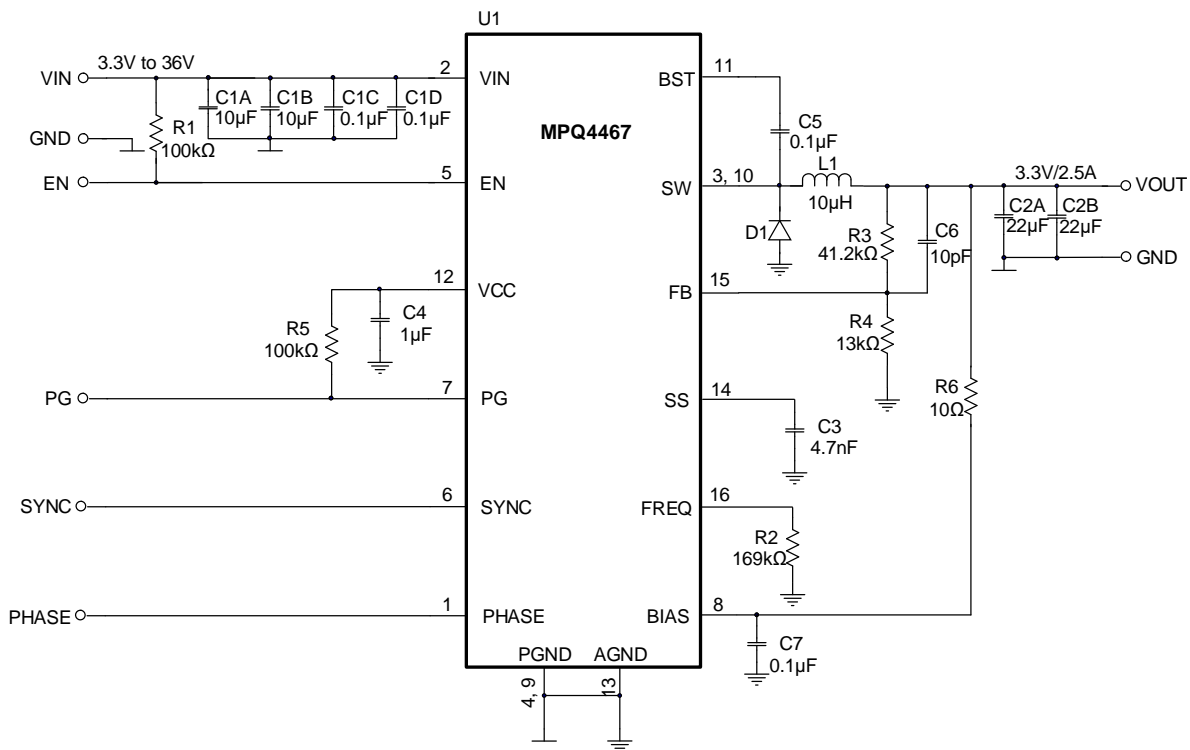 U1
MPQ4467
VIN
3.3V to 36V
2
VIN
C1A
10µF
C1B
10µF
C1C
0.1µF
C1D
0.1µF
GND
R1
100kΩ
EN
5
EN
12
VCC
R5
100kΩ
C4
1µF
PG
7
PG
SYNC
6
SYNC
PHASE
1
PHASE
PGND
AGND
4, 9
13
BST
11
C5
0.1µF
SW
3, 10
L1
10µH
3.3V/2.5A
VOUT
D1
R3
41.2kΩ
C6
10pF
C2A
22µF
C2B
22µF
GND
FB
15
R4
13kΩ
R6
10Ω
SS
14
C3
4.7nF
FREQ
16
R2
169kΩ
BIAS
8
C7
0.1µF